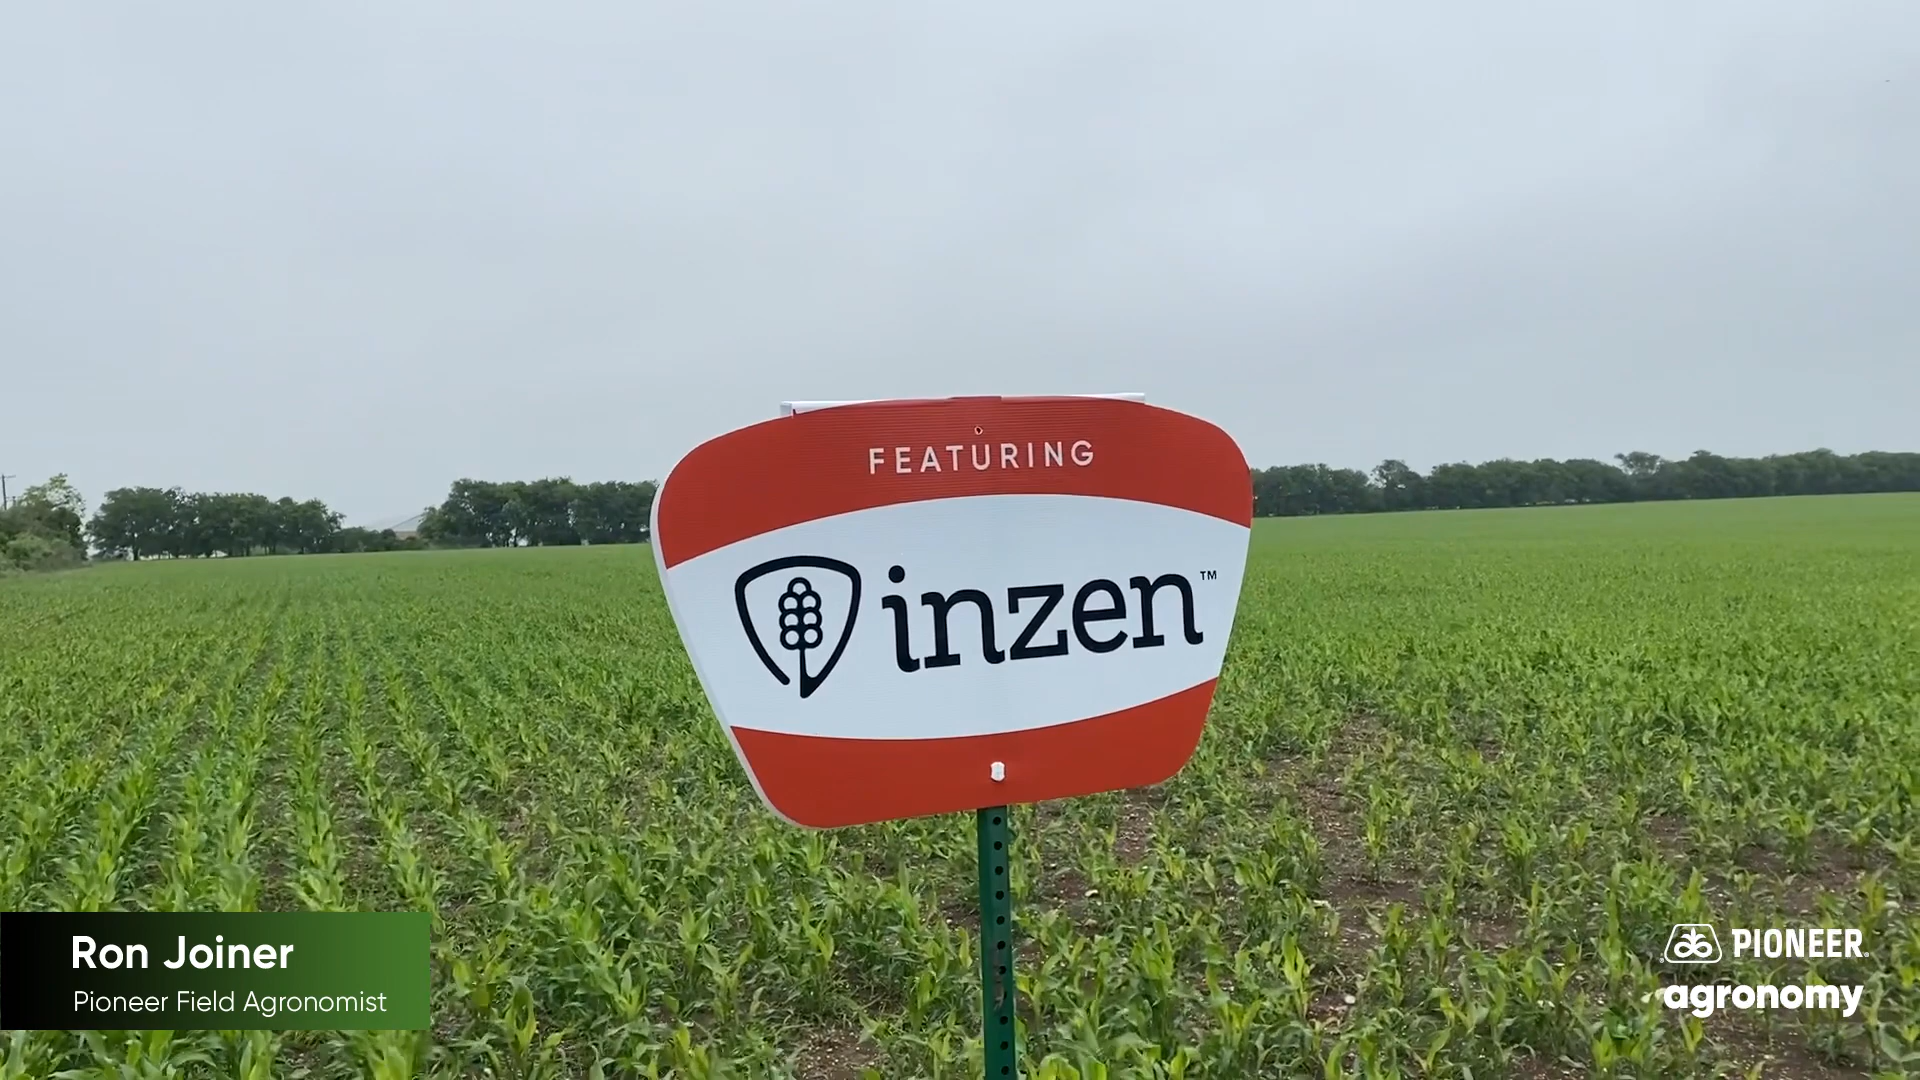 FEATURING
inzen™
Ron Joiner
Pioneer Field Agronomist
PIONEER®
agronomy